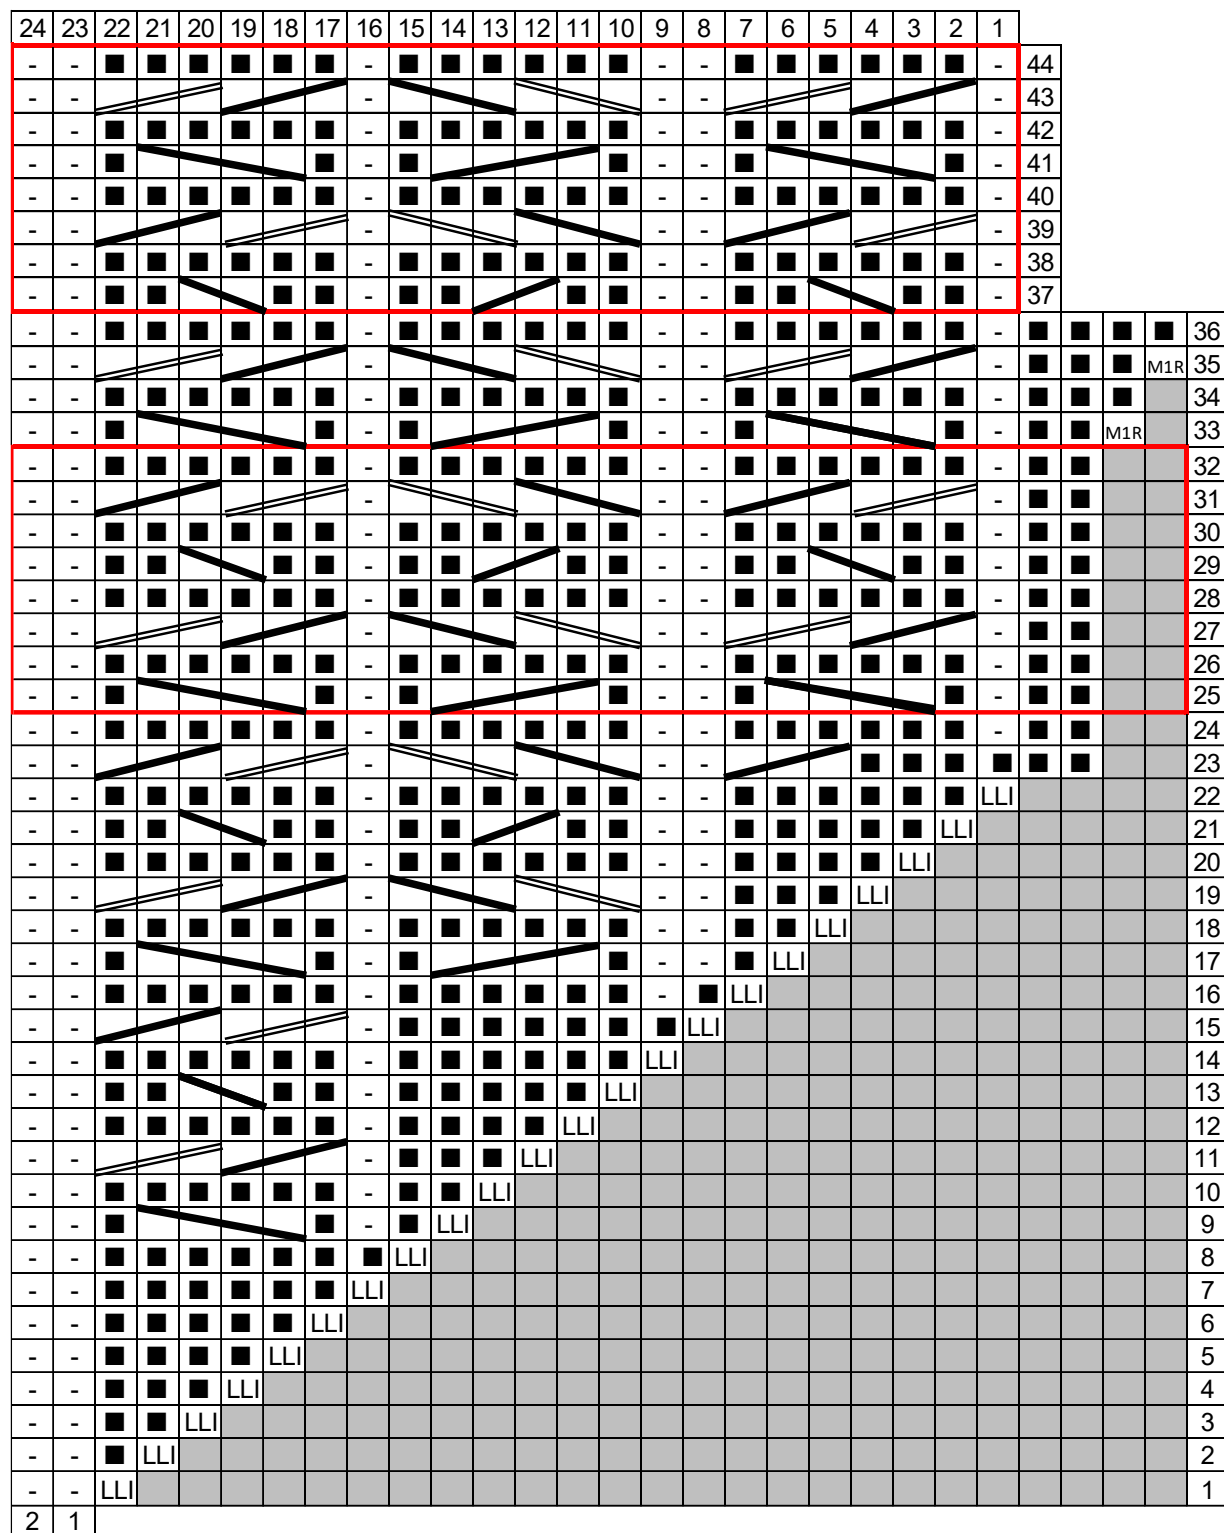 24 23 22 21 20 19 18 17 16 15 14 13 12 11 10 9 8 7 6 5 4 3 2 1
- - ■ ■ ■ ■ ■ ■ - ■ ■ ■ ■ ■ ■ - - ■ ■ ■ ■ ■ ■ - 44
- - - - - - 43
- - ■ ■ ■ ■ ■ ■ - ■ ■ ■ ■ ■ ■ - - ■ ■ ■ ■ ■ ■ - 42
- - ■ ■ - ■ ■ - - ■ ■ - 41
- - ■ ■ ■ ■ ■ ■ - ■ ■ ■ ■ ■ ■ - - ■ ■ ■ ■ ■ ■ - 40
- - - - - - 39
- - ■ ■ ■ ■ ■ ■ - ■ ■ ■ ■ ■ ■ - - ■ ■ ■ ■ ■ ■ - 38
- - ■ ■ ■ ■ - ■ ■ ■ ■ - - ■ ■ ■ ■ - 37
- - ■ ■ ■ ■ ■ ■ - ■ ■ ■ ■ ■ ■ - - ■ ■ ■ ■ ■ ■ - ■ ■ ■ ■ 36
- - - - - - ■ ■ ■ M1R 35
- - ■ ■ ■ ■ ■ ■ - ■ ■ ■ ■ ■ ■ - - ■ ■ ■ ■ ■ ■ - ■ ■ ■ 34
- - ■ ■ - ■ ■ - - ■ ■ - ■ ■ M1R 33
- - ■ ■ ■ ■ ■ ■ - ■ ■ ■ ■ ■ ■ - - ■ ■ ■ ■ ■ ■ - ■ ■ 32
- - - - - - ■ ■ 31
- - ■ ■ ■ ■ ■ ■ - ■ ■ ■ ■ ■ ■ - - ■ ■ ■ ■ ■ ■ - ■ ■ 30
- - ■ ■ ■ ■ - ■ ■ ■ ■ - - ■ ■ ■ ■ - ■ ■ 29
- - ■ ■ ■ ■ ■ ■ - ■ ■ ■ ■ ■ ■ - - ■ ■ ■ ■ ■ ■ - ■ ■ 28
- - - - - - ■ ■ 27
- - ■ ■ ■ ■ ■ ■ - ■ ■ ■ ■ ■ ■ - - ■ ■ ■ ■ ■ ■ - ■ ■ 26
- - ■ ■ - ■ ■ - - ■ ■ - ■ ■ 25
- - ■ ■ ■ ■ ■ ■ - ■ ■ ■ ■ ■ ■ - - ■ ■ ■ ■ ■ ■ - ■ ■ 24
- - - - - ■ ■ ■ ■ ■ ■ 23
- - ■ ■ ■ ■ ■ ■ - ■ ■ ■ ■ ■ ■ - - ■ ■ ■ ■ ■ ■ LLI 22
- - ■ ■ ■ ■ - ■ ■ ■ ■ - - ■ ■ ■ ■ ■ LLI 21
- - ■ ■ ■ ■ ■ ■ - ■ ■ ■ ■ ■ ■ - - ■ ■ ■ ■ LLI 20
- - - - - ■ ■ ■ LLI 19
- - ■ ■ ■ ■ ■ ■ - ■ ■ ■ ■ ■ ■ - - ■ ■ LLI 18
- - ■ ■ - ■ ■ - - ■ LLI 17
- - ■ ■ ■ ■ ■ ■ - ■ ■ ■ ■ ■ ■ - ■ LLI 16
- - - ■ ■ ■ ■ ■ ■ ■ LLI 15
- - ■ ■ ■ ■ ■ ■ - ■ ■ ■ ■ ■ ■ LLI 14
- - ■ ■ ■ ■ - ■ ■ ■ ■ ■ LLI 13
- - ■ ■ ■ ■ ■ ■ - ■ ■ ■ ■ LLI 12
- - - ■ ■ ■ LLI 11
- - ■ ■ ■ ■ ■ ■ - ■ ■ LLI 10
- - ■ ■ - ■ LLI 9
- - ■ ■ ■ ■ ■ ■ ■ LLI 8
- - ■ ■ ■ ■ ■ ■ LLI 7
- - ■ ■ ■ ■ ■ LLI 6
- - ■ ■ ■ ■ LLI 5
- - ■ ■ ■ LLI 4
- - ■ ■ LLI 3
- - ■ LLI 2
- - LLI 1
2 1